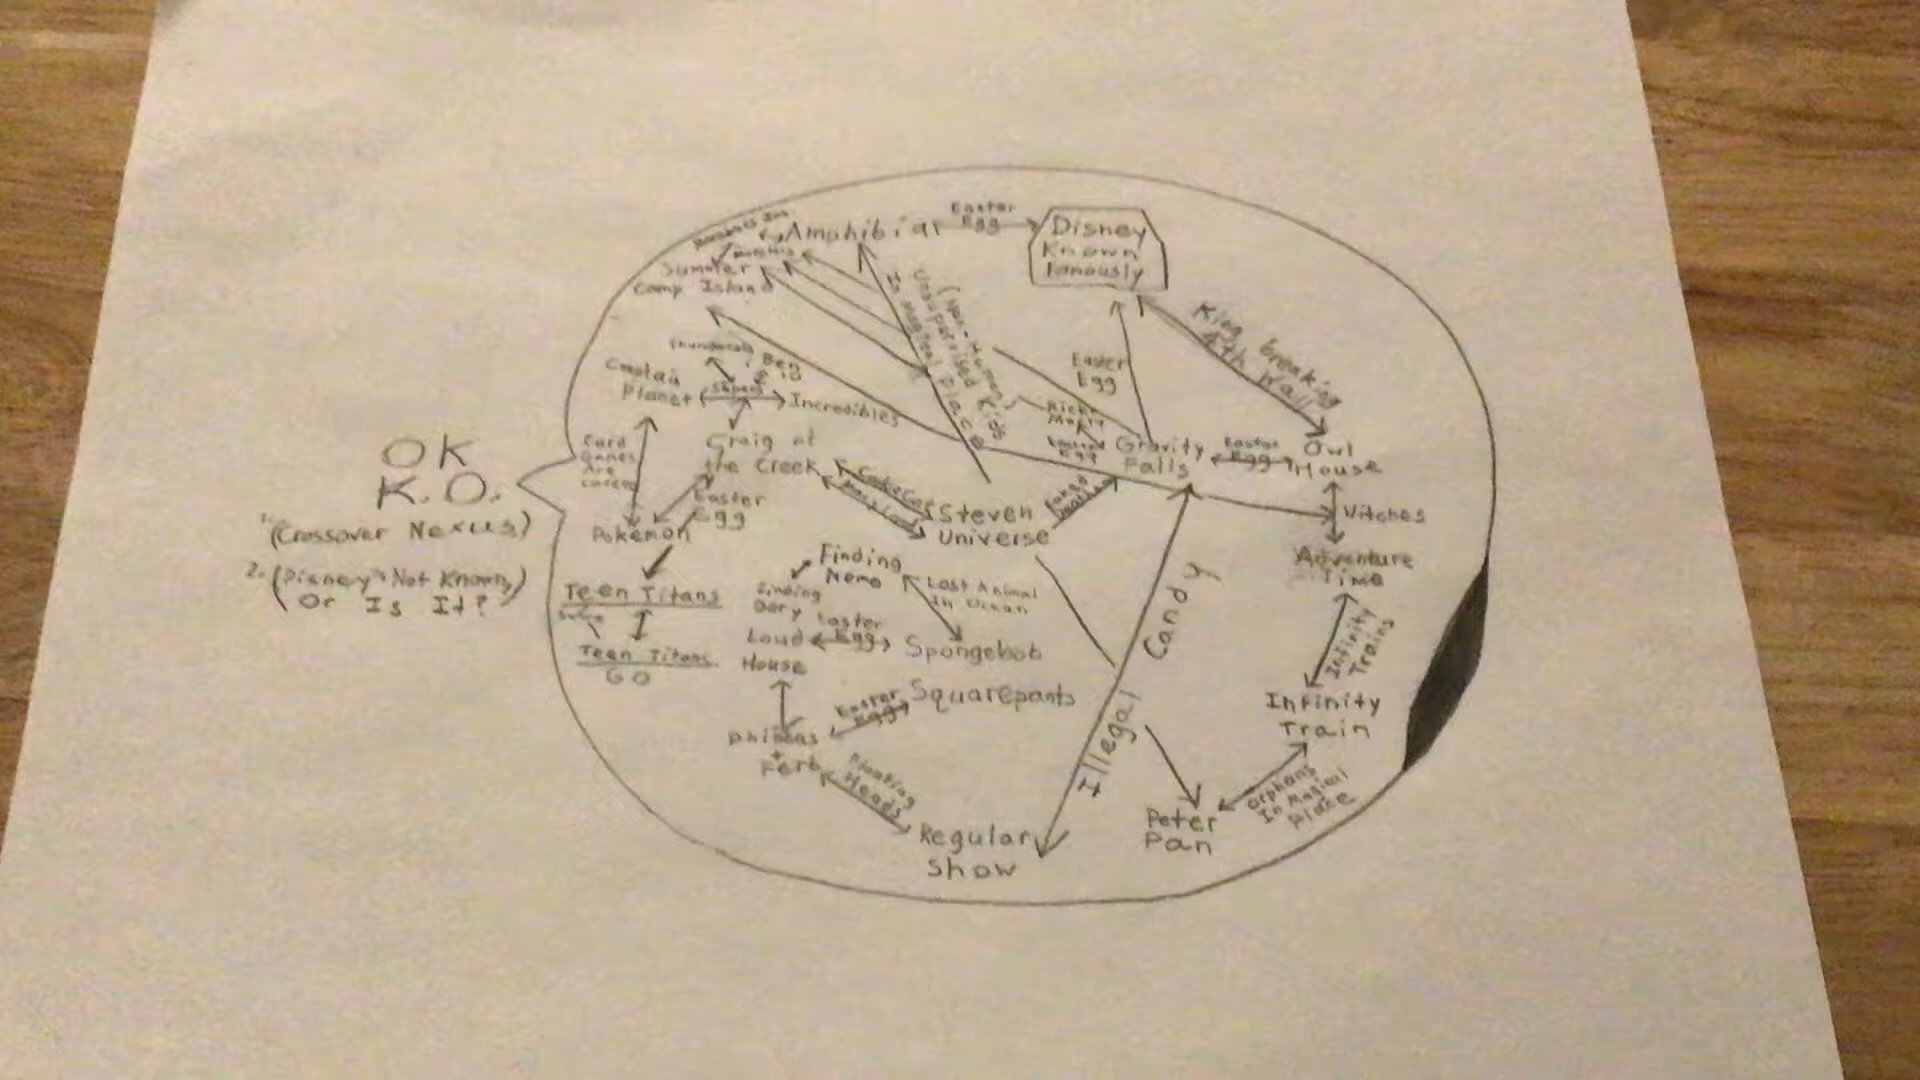 OK
K.O.
1. (Crossover Nexus)
2. (Disney Not Known,
Or Is It?)
Amphibia
Easter
Egg
Disney
Known
Famously
Summer
Camp Island
In Magical Place
Unsupervised Kids
(Non-Human)
King breaking
4th Wall
Easter
Egg
Thundercats
Ben
10
Captain
Planet
Supers
Incredibles
Card
Games
Are
Craig of
the Creek
Easter
Egg
Pokemon
Steven
Universe
Gravity
Falls
Easter
Egg
Owl
House
Witches
Adventure
Time
Infinity
Trains
Infinity
Train
Orphans
In Magical
Place
Peter
Pan
Illegal Candy
Teen Titans
Teen Titans
GO
Finding
Nemo
Finding
Dory
Lost Animal
In Ocean
Loud
House
Easter
Egg
Spongebob
Squarepants
Easter
Egg
Phineas
+
Ferb
Floating
Heads
Regular
Show